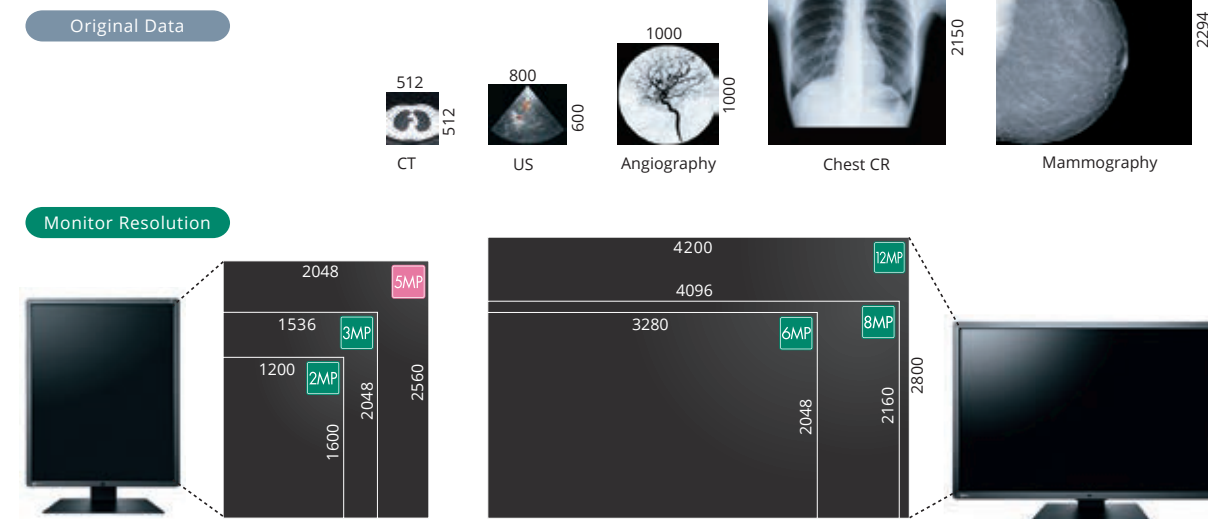 Original Data
512
512
CT
800
600
US
1000
1000
Angiography
2150
Chest CR
2294
Mammography
Monitor Resolution
2048
5MP
2560
1536
3MP
2048
1200
2MP
1600
4200
12MP
2800
4096
8MP
2160
3280
6MP
2048